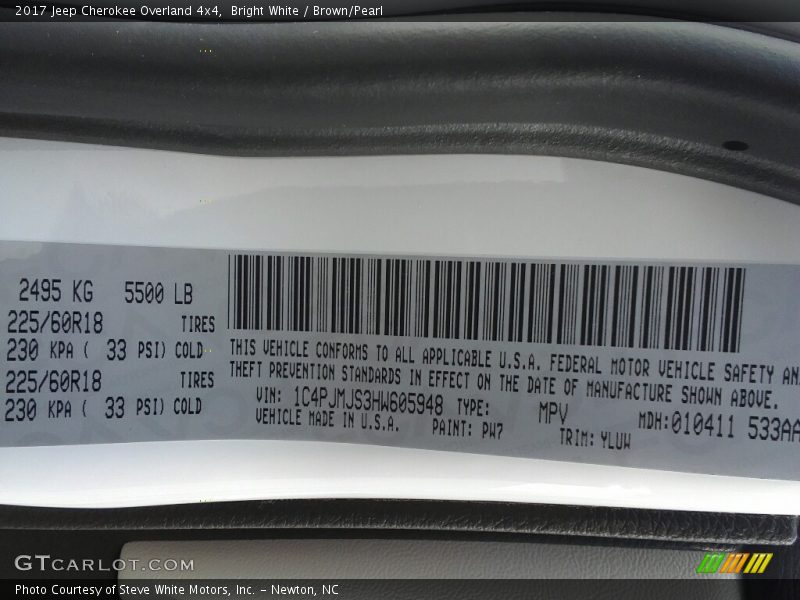 2017 Jeep Cherokee Overland 4x4, Bright White / Brown/Pearl
2495 KG 5500 LB
225/60R18 TIRES
230 KPA ( 33 PSI) COLD
225/60R18 TIRES
230 KPA ( 33 PSI) COLD
THIS VEHICLE CONFORMS TO ALL APPLICABLE U.S.A. FEDERAL MOTOR VEHICLE SAFETY AN
THEFT PREVENTION STANDARDS IN EFFECT ON THE DATE OF MANUFACTURE SHOWN ABOVE.
VIN: 1C4PJMJS3HW605948 TYPE: MPV MDH:010411 533AA
VEHICLE MADE IN U.S.A. PAINT: PW7 TRIM: YLUW
GTCARLOT.COM
Photo Courtesy of Steve White Motors, Inc. – Newton, NC